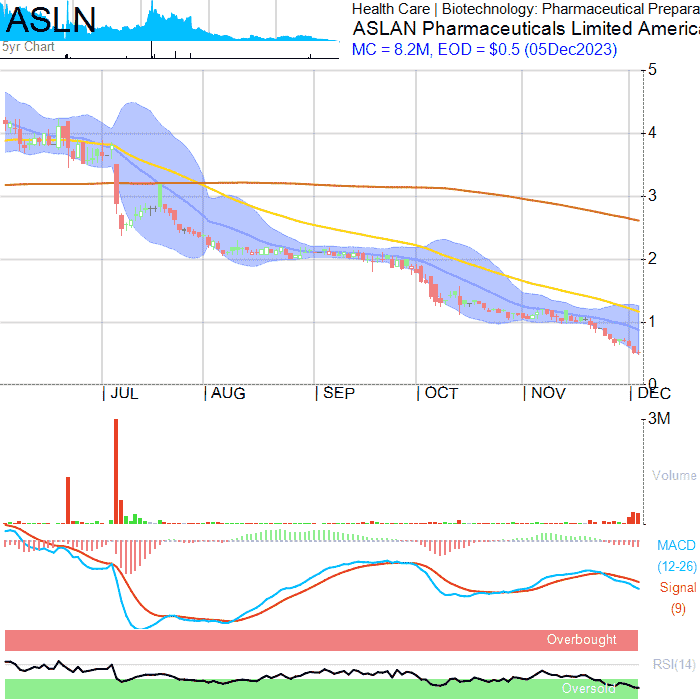 ASLN
5yr Chart
Health Care | Biotechnology: Pharmaceutical Prepara
ASLAN Pharmaceuticals Limited America
MC = 8.2M, EOD = $0.5 (05Dec2023)
5
4
3
2
1
0
JUL AUG SEP OCT NOV DEC
3M
Volume
MACD
(12-26)
Signal
(9)
Overbought
RSI(14)
Oversold